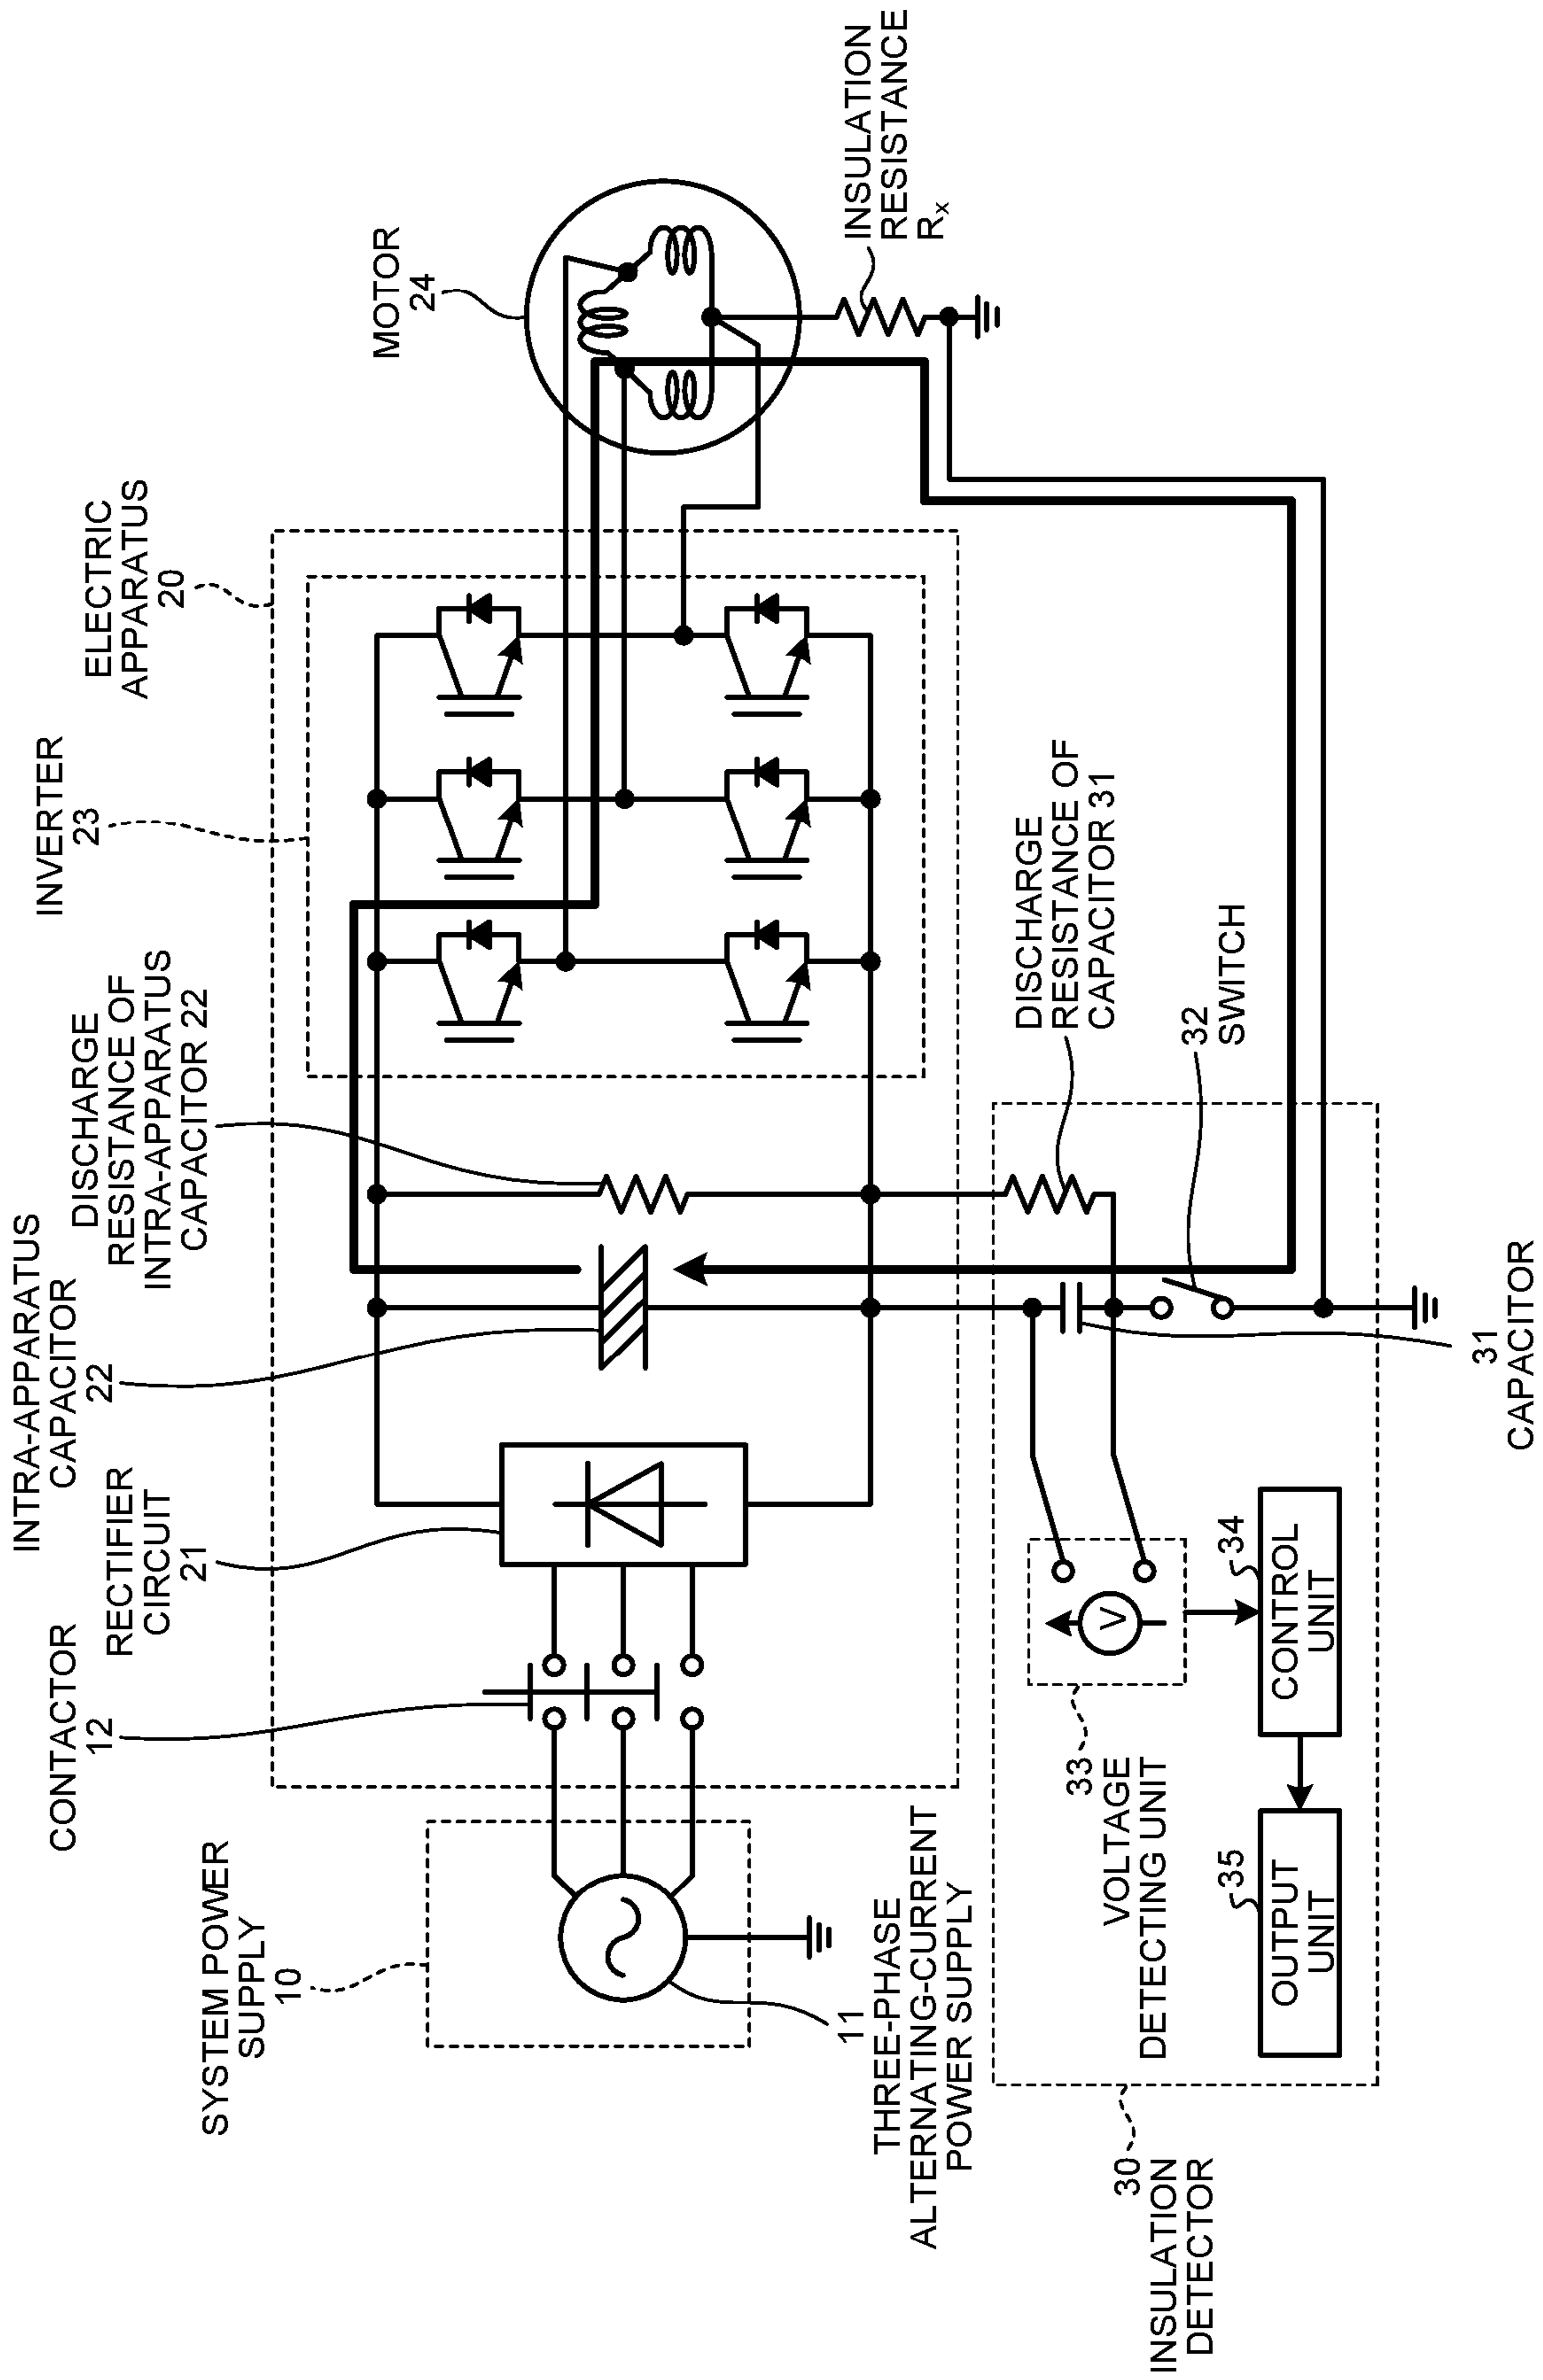 SYSTEM POWER
SUPPLY
10
CONTACTOR
12
RECTIFIER
CIRCUIT
21
INTRA-APPARATUS
CAPACITOR
22
DISCHARGE
RESISTANCE OF
INTRA-APPARATUS
CAPACITOR 22
INVERTER
23
ELECTRIC
APPARATUS
20
MOTOR
24
INSULATION
RESISTANCE
Rx
11
THREE-PHASE
ALTERNATING-CURRENT
POWER SUPPLY
DISCHARGE
RESISTANCE OF
CAPACITOR 31
32
SWITCH
31
CAPACITOR
V
33
VOLTAGE
DETECTING UNIT
34
CONTROL
UNIT
35
OUTPUT
UNIT
30
INSULATION
DETECTOR